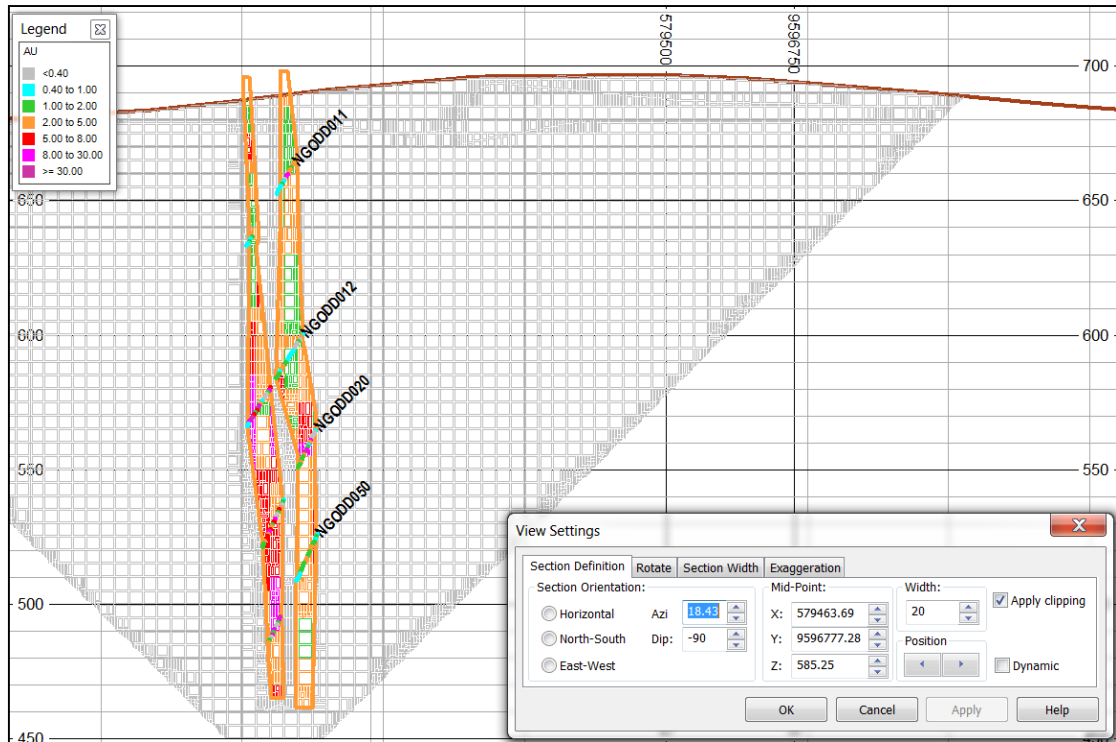 Legend
AU
<0.40
0.40 to 1.00
1.00 to 2.00
2.00 to 5.00
5.00 to 8.00
8.00 to 30.00
>= 30.00
579500
9596750
700
700
650
650
600
600
550
550
500
450
NGODD011
NGODD012
NGODD020
NGODD050
View Settings
Section Definition Rotate Section Width Exaggeration
Section Orientation: Mid-Point: Width:
Horizontal Azi 18.43 X: 579463.69 20 Apply clipping
North-South Dip: -90 Y: 9596777.28 Position
East-West Z: 585.25 Dynamic
OK Cancel Apply Help